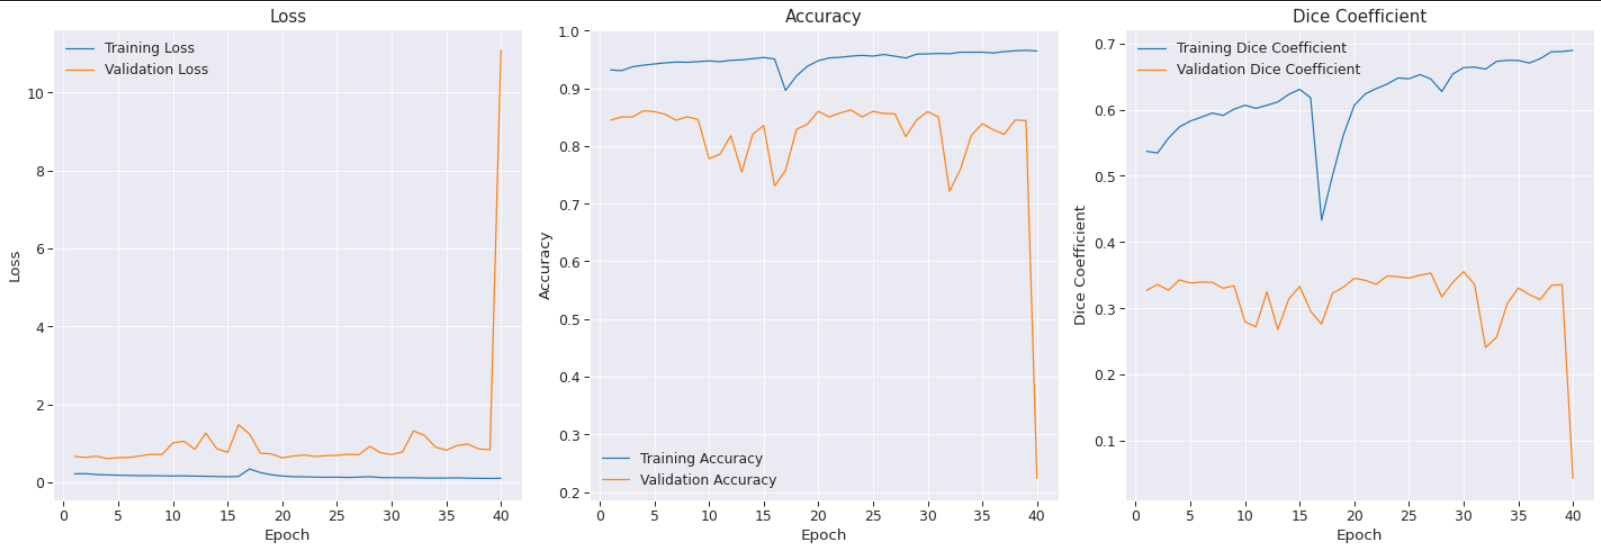 Loss
Training Loss
Validation Loss
10
8
6
4
2
0
Loss
0 5 10 15 20 25 30 35 40
Epoch
Accuracy
1.0
0.9
0.8
0.7
0.6
0.5
0.4
0.3
0.2
Accuracy
Training Accuracy
Validation Accuracy
0 5 10 15 20 25 30 35 40
Epoch
Dice Coefficient
Training Dice Coefficient
Validation Dice Coefficient
0.7
0.6
0.5
0.4
0.3
0.2
0.1
Dice Coefficient
0 5 10 15 20 25 30 35 40
Epoch